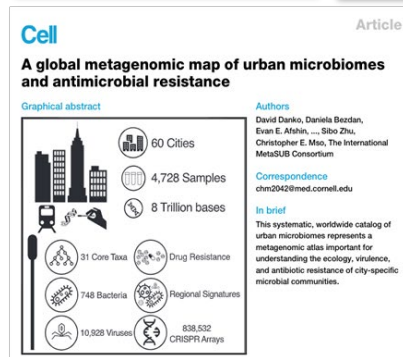 Article
Cell
A global metagenomic map of urban microbiomes
and antimicrobial resistance
Graphical abstract
60 Cities
4,728 Samples
8 Trillion bases
31 Core Taxa
Drug Resistance
748 Bacteria
Regional Signatures
10,928 Viruses
838,532
CRISPR Arrays
Authors
David Danko, Daniela Bezdan,
Evan E. Afshin, ..., Sibo Zhu,
Christopher E. Mso, The International
MetaSUB Consortium
Correspondence
chm2042@med.cornell.edu
In brief
This systematic, worldwide catalog of
urban microbiomes represents a
metagenomic atlas important for
understanding the ecology, virulence,
and antibiotic resistance of city-specific
microbial communities.